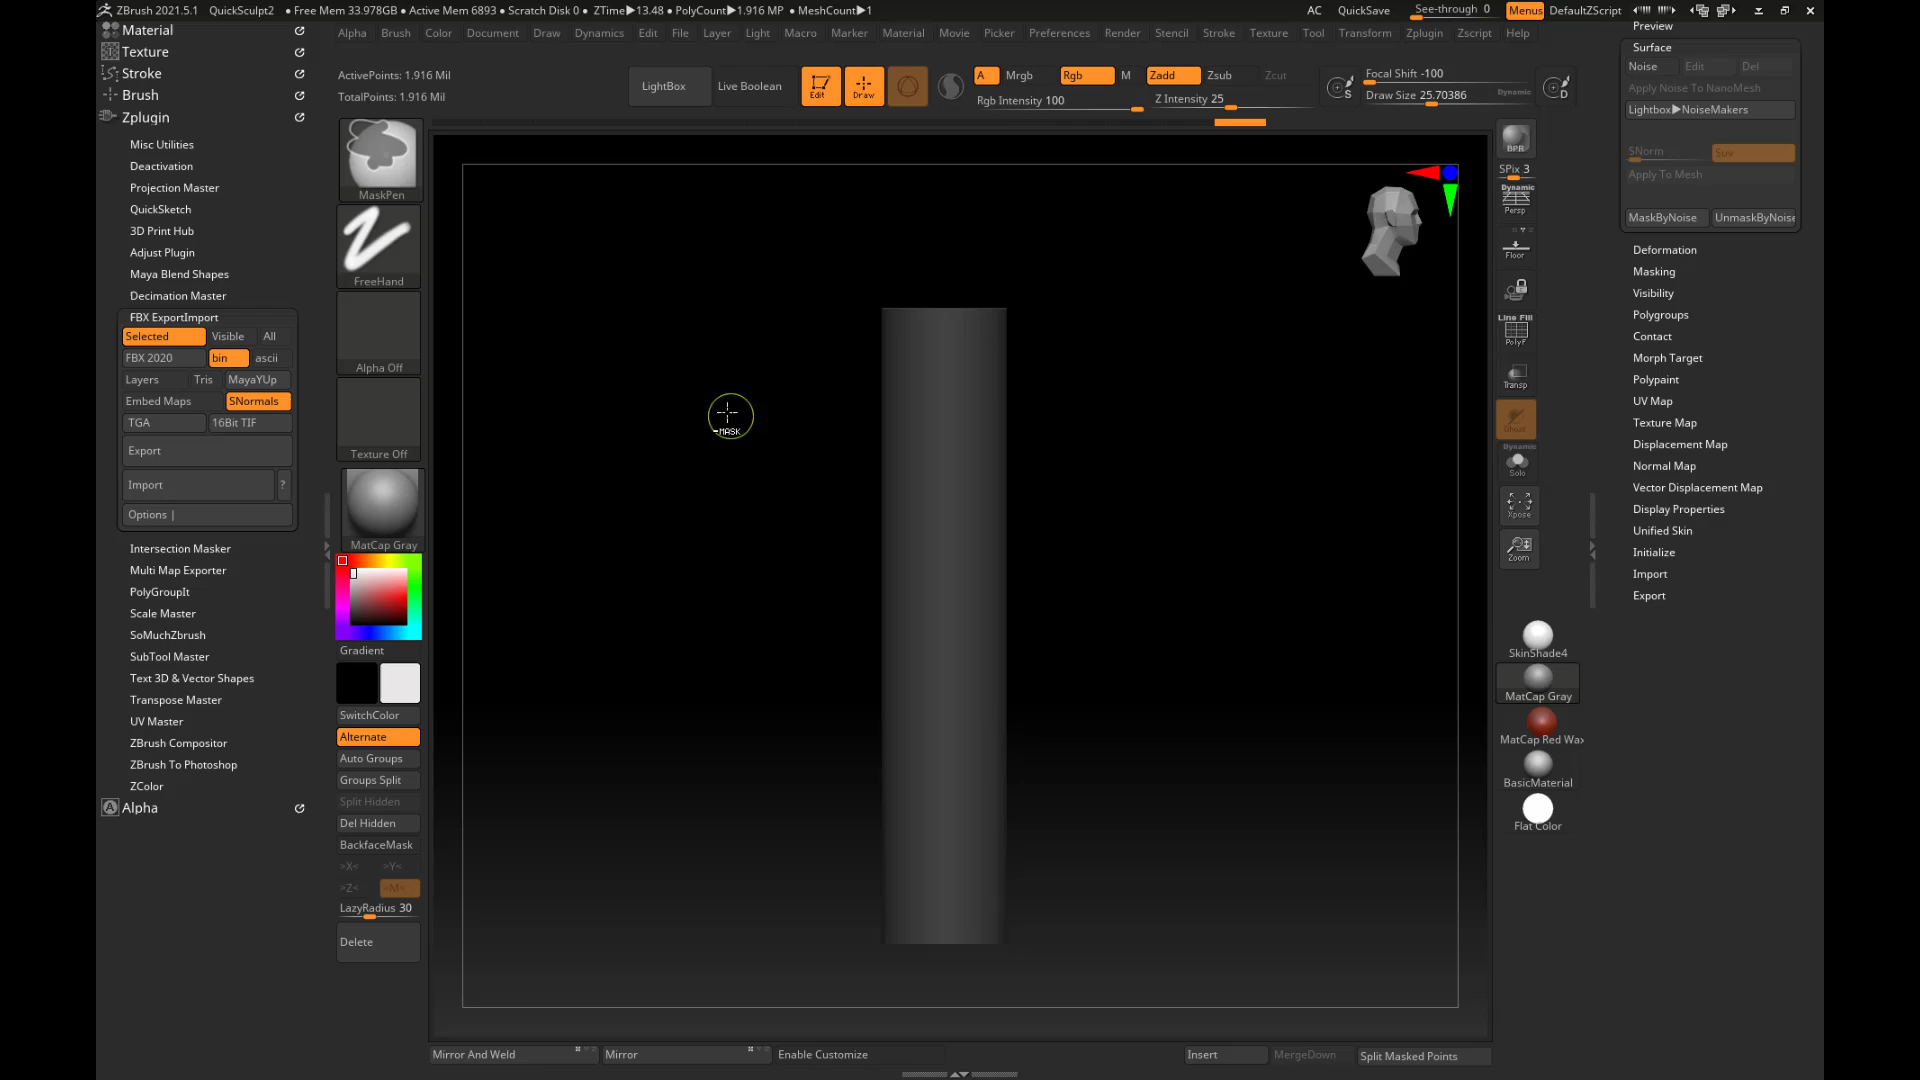 ZBrush 2021.5.1 QuickSculpt2 • Free Mem 33.978GB • Active Mem 6893 • Scratch Disk 0 • ZTime▶13.48 • PolyCount▶1.916 MP • MeshCount▶1 AC QuickSave See-through 0 Menus DefaultZScript
Material
Texture
Stroke
Brush
Zplugin
Misc Utilities
Deactivation
Projection Master
QuickSketch
3D Print Hub
Adjust Plugin
Maya Blend Shapes
Decimation Master
FBX ExportImport
Selected Visible All
FBX 2020 bin ascii
Layers Tris MayaYUp
Embed Maps SNormals
TGA 16Bit TIF
Export
Import ?
Options |
Intersection Masker
Multi Map Exporter
PolyGroupIt
Scale Master
SoMuchZbrush
SubTool Master
Text 3D & Vector Shapes
Transpose Master
UV Master
ZBrush Compositor
ZBrush To Photoshop
ZColor
Alpha
Alpha Brush Color Document Draw Dynamics Edit File Layer Light Macro Marker Material Movie Picker Preferences Render Stencil Stroke Texture Tool Transform Zplugin Zscript Help
ActivePoints: 1.916 Mil
TotalPoints: 1.916 Mil
LightBox
Live Boolean
Edit
Draw
A Mrgb Rgb M Zadd Zsub Zcut
Rgb Intensity 100 Z Intensity 25
S
Focal Shift -100
Draw Size 25.70386 Dynamic
D
MaskPen
FreeHand
Alpha Off
Texture Off
MatCap Gray
Gradient
SwitchColor
Alternate
Auto Groups
Groups Split
Split Hidden
Del Hidden
BackfaceMask
>X< >Y<
>Z< >M<
LazyRadius 30
Delete
-MASK
Mirror And Weld Mirror Enable Customize Insert MergeDown Split Masked Points
BPR
SPix 3
Dynamic
Persp
Floor
Line Fill
PolyF
Transp
Ghost
Dynamic
Solo
Xpose
Zoom
SkinShade4
MatCap Gray
MatCap Red Wax
BasicMaterial
Flat Color
Preview
Surface
Noise Edit Del
Apply Noise To NanoMesh
Lightbox▶NoiseMakers
SNorm Suv
Apply To Mesh
MaskByNoise UnmaskByNoise
Deformation
Masking
Visibility
Polygroups
Contact
Morph Target
Polypaint
UV Map
Texture Map
Displacement Map
Normal Map
Vector Displacement Map
Display Properties
Unified Skin
Initialize
Import
Export